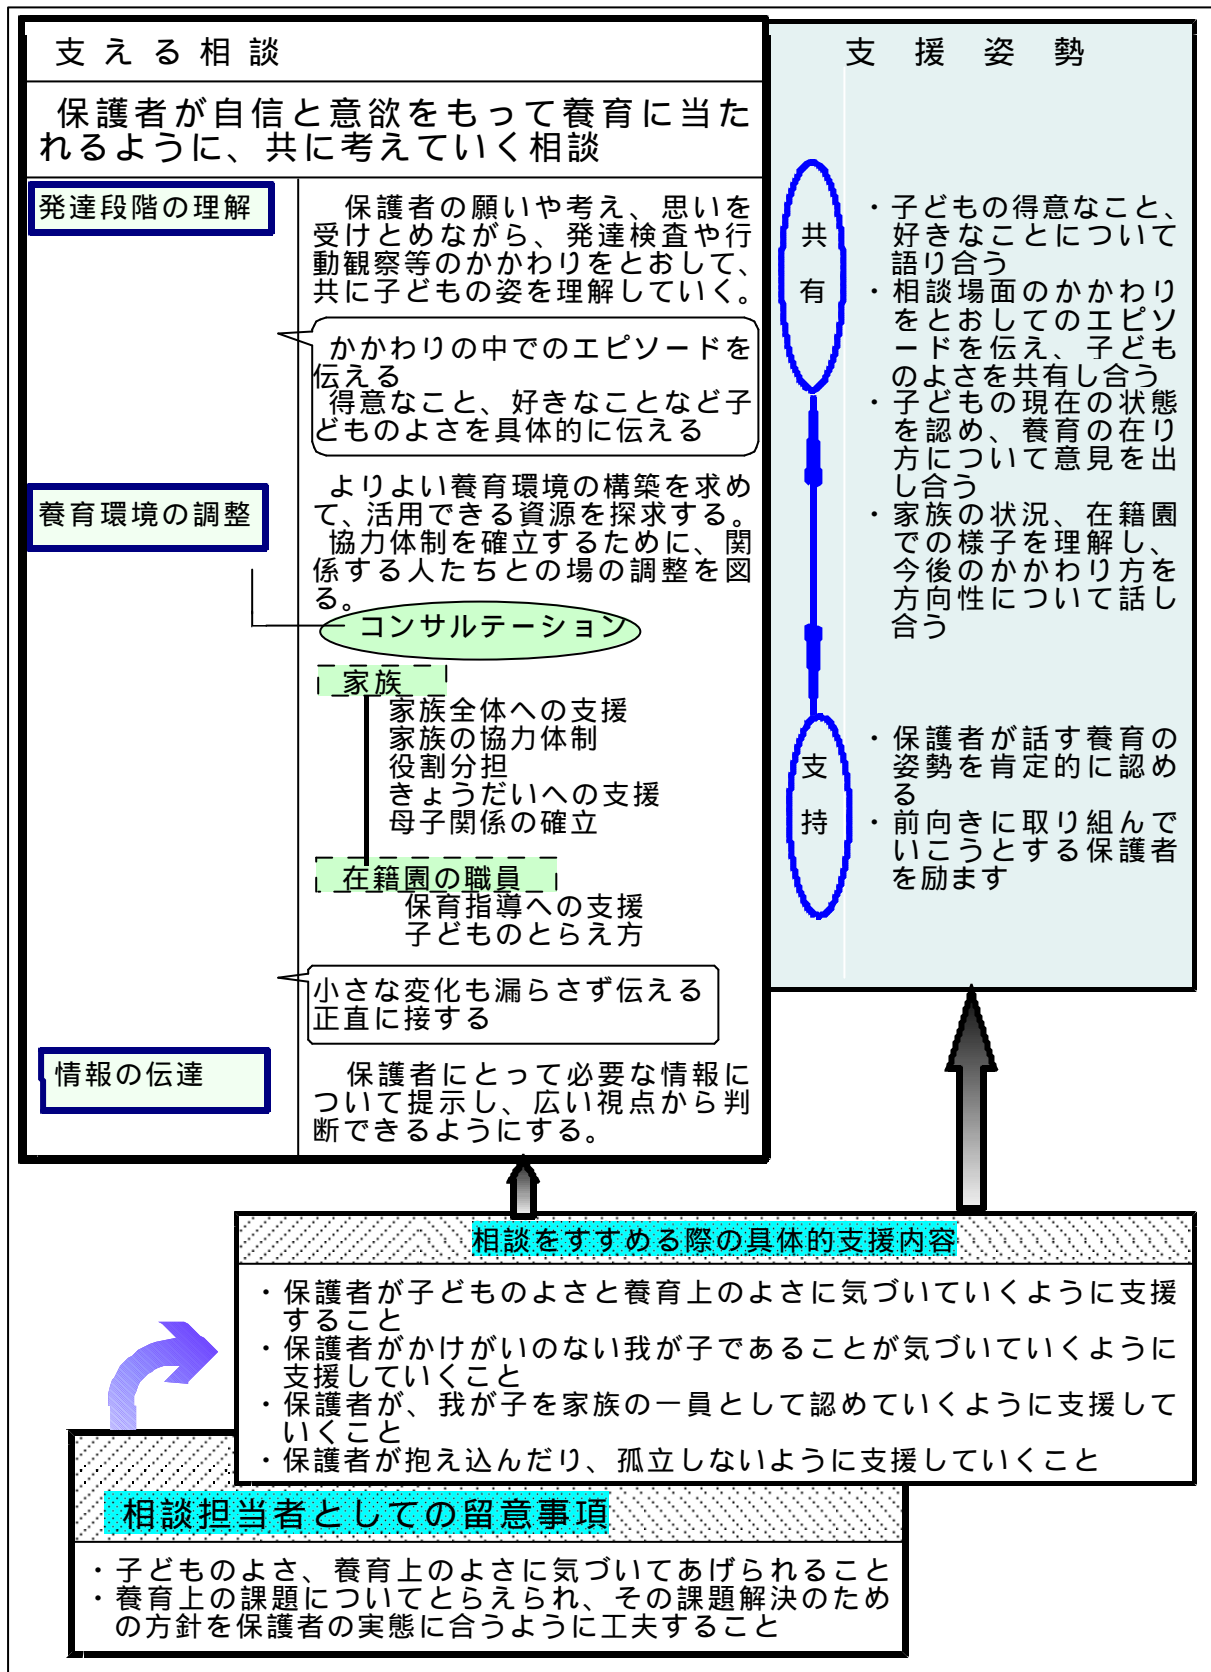 支える相談
保護者が自信と意欲をもって養育に当た
れるように、共に考えていく相談
発達段階の理解
保護者の願いや考え、思いを
受けとめながら、発達検査や行
動観察等のかかわりをとおして、
共に子どもの姿を理解していく。
かかわりの中でのエピソードを
伝える
得意なこと、好きなことなど子
どものよさを具体的に伝える
養育環境の調整
よりよい養育環境の構築を求め
て、活用できる資源を探求する。
協力体制を確立するために、関
係する人たちとの場の調整を図
る。
コンサルテーション
家族
家族全体への支援
家族の協力体制
役割分担
きょうだいへの支援
母子関係の確立
在籍園の職員
保育指導への支援
子どものとらえ方
小さな変化も漏らさず伝える
正直に接する
情報の伝達
保護者にとって必要な情報に
ついて提示し、広い視点から判
断できるようにする。
支援姿勢
共
有
・子どもの得意なこと、
好きなことについて
語り合う
・相談場面のかかわり
をとおしてのエピソ
ードを伝え、子ども
のよさを共有し合う
・子どもの現在の状態
を認め、養育の在り
方について意見を出
し合う
・家族の状況、在籍園
での様子を理解し、
今後のかかわり方を
方向性について話し
合う
支
持
・保護者が話す養育の
姿勢を肯定的に認め
る
・前向きに取り組んで
いこうとする保護者
を励ます
相談をすすめる際の具体的支援内容
・保護者が子どものよさと養育上のよさに気づいていくように支援
すること
・保護者がかけがいのない我が子であることが気づいていくように
支援していくこと
・保護者が、我が子を家族の一員として認めていくように支援して
いくこと
・保護者が抱え込んだり、孤立しないように支援していくこと
相談担当者としての留意事項
・子どものよさ、養育上のよさに気づいてあげられること
・養育上の課題についてとらえられ、その課題解決のため
の方針を保護者の実態に合うように工夫すること